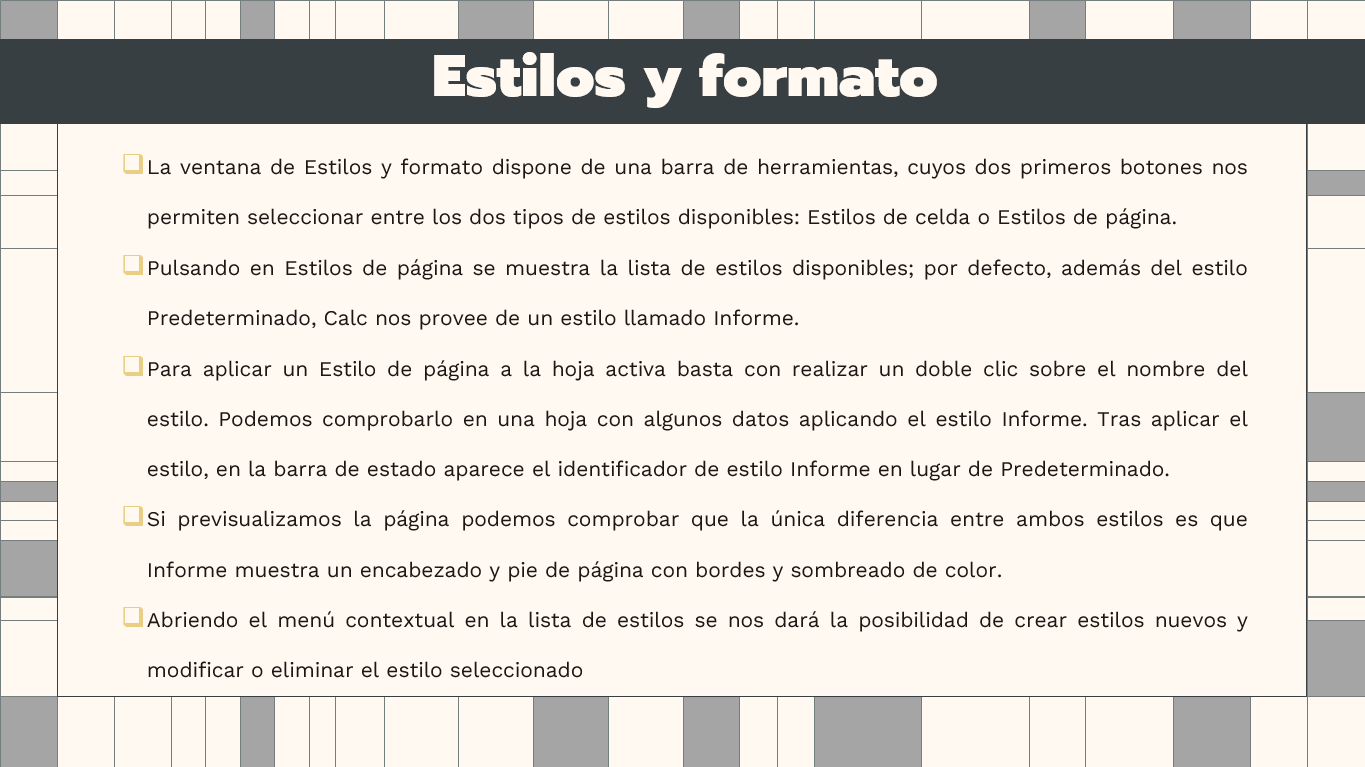 Estilos y formato
La ventana de Estilos y formato dispone de una barra de herramientas, cuyos dos primeros botones nos
permiten seleccionar entre los dos tipos de estilos disponibles: Estilos de celda o Estilos de página.
Pulsando en Estilos de página se muestra la lista de estilos disponibles; por defecto, además del estilo
Predeterminado, Calc nos provee de un estilo llamado Informe.
Para aplicar un Estilo de página a la hoja activa basta con realizar un doble clic sobre el nombre del
estilo. Podemos comprobarlo en una hoja con algunos datos aplicando el estilo Informe. Tras aplicar el
estilo, en la barra de estado aparece el identificador de estilo Informe en lugar de Predeterminado.
Si previsualizamos la página podemos comprobar que la única diferencia entre ambos estilos es que
Informe muestra un encabezado y pie de página con bordes y sombreado de color.
Abriendo el menú contextual en la lista de estilos se nos dará la posibilidad de crear estilos nuevos y
modificar o eliminar el estilo seleccionado